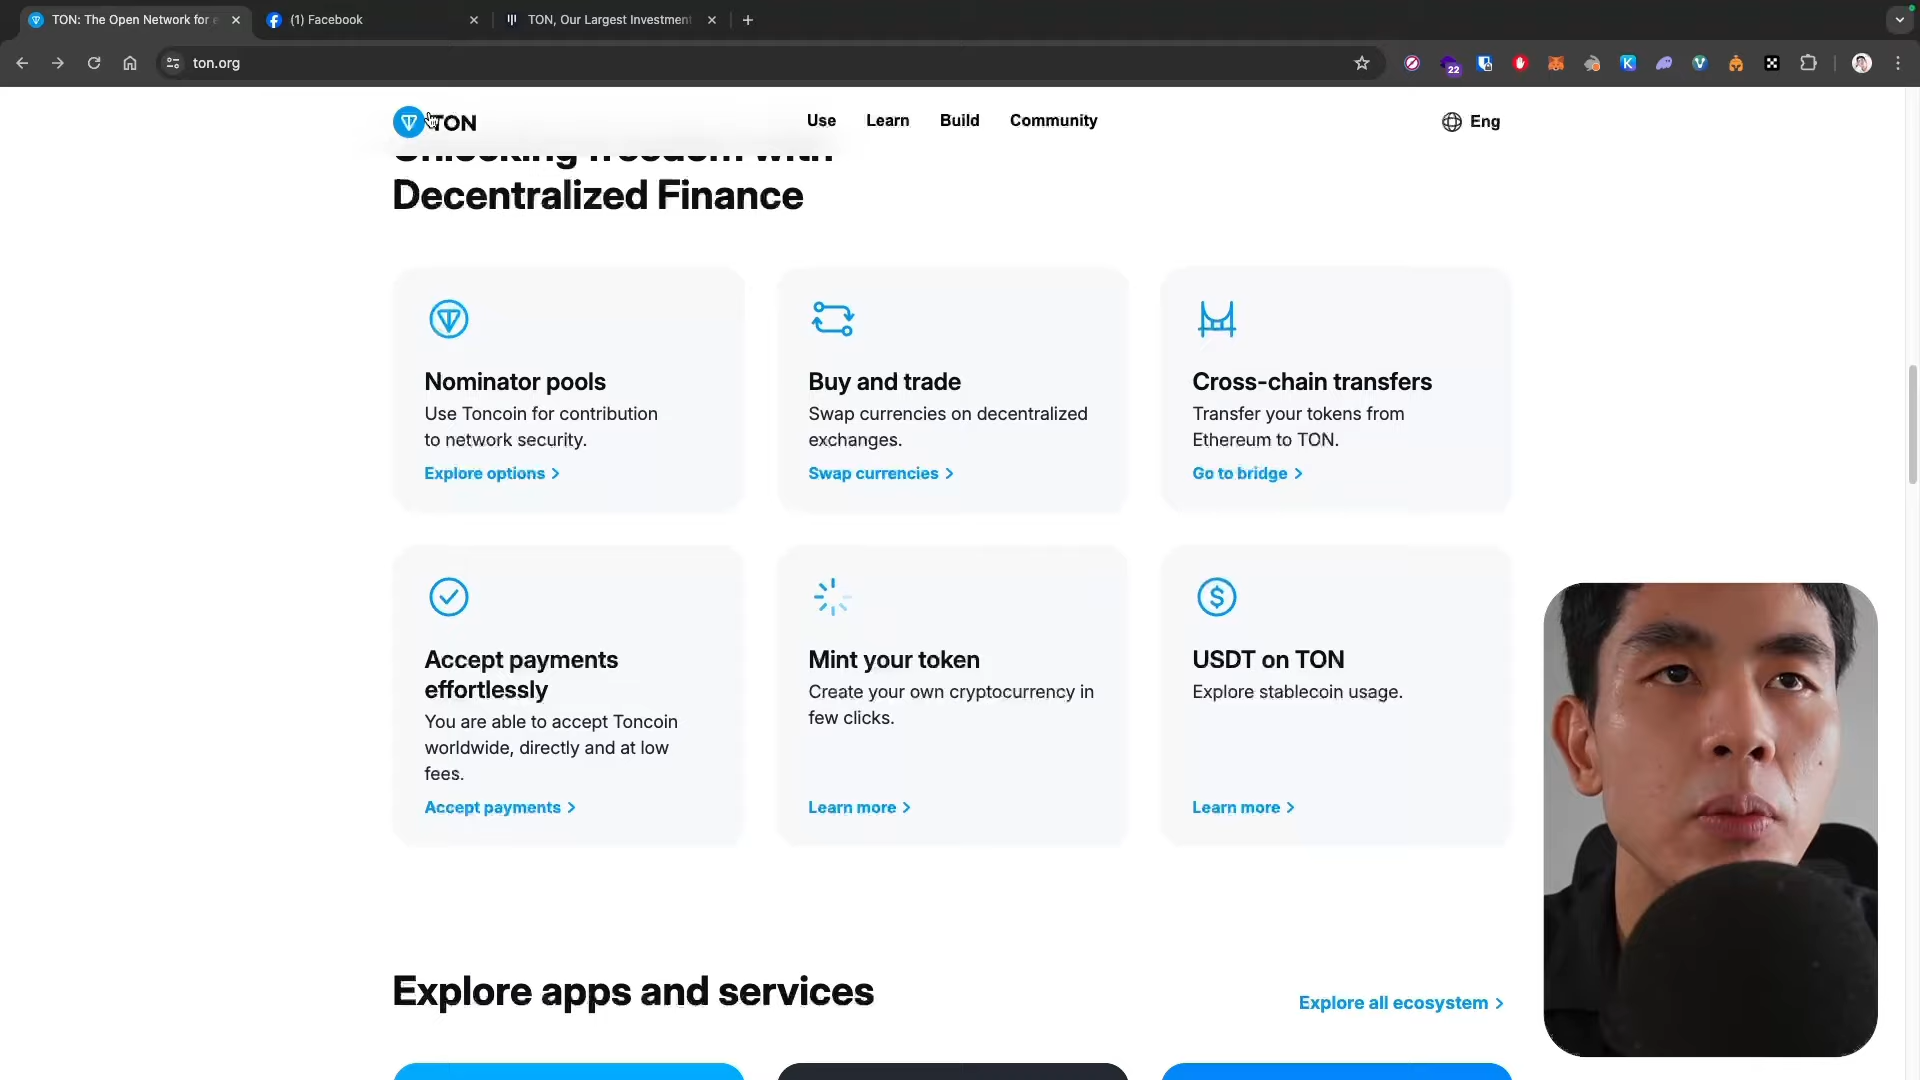 TON: The Open Network for e
(1) Facebook
TON, Our Largest Investment
ton.org
22
TON
Use
Learn
Build
Community
Eng
Unlocking freedom with
Decentralized Finance
Nominator pools
Use Toncoin for contribution
to network security.
Explore options
Buy and trade
Swap currencies on decentralized
exchanges.
Swap currencies
Cross-chain transfers
Transfer your tokens from
Ethereum to TON.
Go to bridge
Accept payments
effortlessly
You are able to accept Toncoin
worldwide, directly and at low
fees.
Accept payments
Mint your token
Create your own cryptocurrency in
few clicks.
Learn more
USDT on TON
Explore stablecoin usage.
Learn more
Explore apps and services
Explore all ecosystem